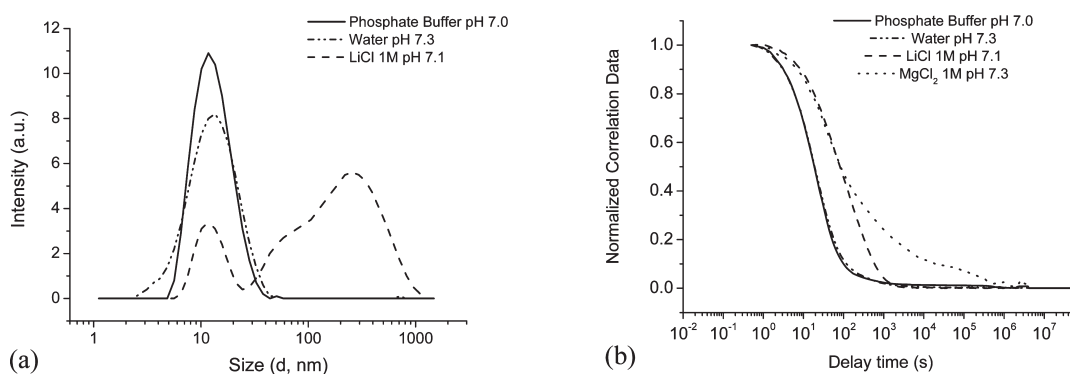 Phosphate Buffer pH 7.0
Water pH 7.3
LiCl 1M pH 7.1
12
10
8
6
4
2
0
Intensity (a.u.)
1
10
100
1000
Size (d, nm)
(a)
Phosphate Buffer pH 7.0
Water pH 7.3
LiCl 1M pH 7.1
MgCl₂ 1M pH 7.3
1.0
0.8
0.6
0.4
0.2
0.0
Normalized Correlation Data
10⁻² 10⁻¹ 10⁰ 10¹ 10² 10³ 10⁴ 10⁵ 10⁶ 10⁷
Delay time (s)
(b)